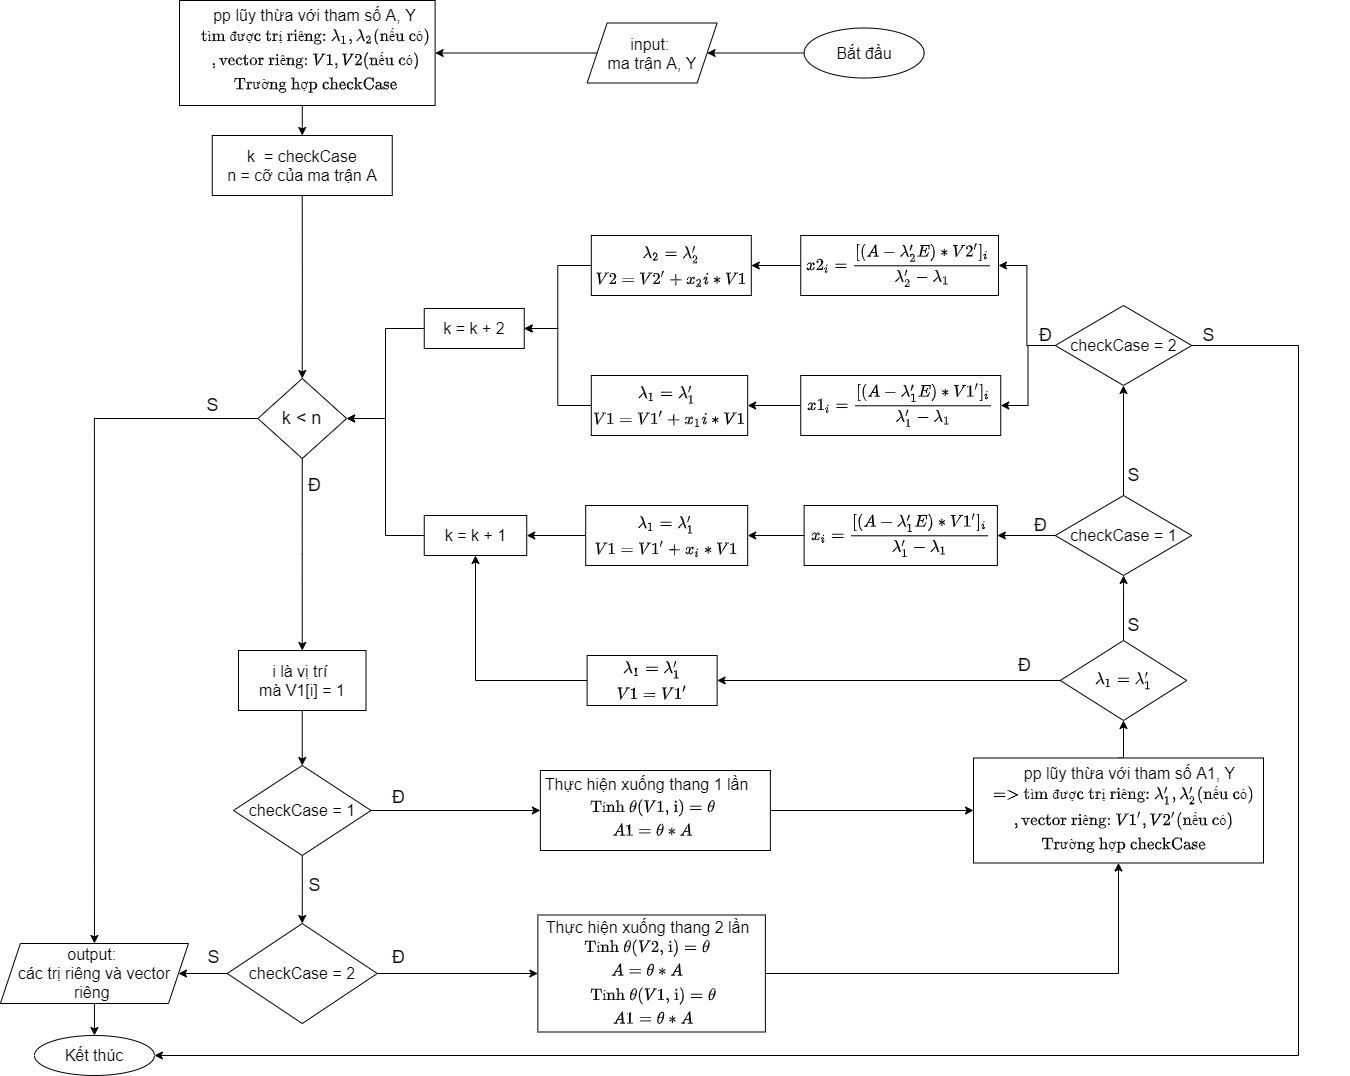 Bắt đầu
input:
ma trận A, Y
pp lũy thừa với tham số A, Y
tìm được trị riêng: λ₁, λ₂(nếu có)
, vector riêng: V1, V2(nếu có)
Trường hợp checkCase
k = checkCase
n = cỡ của ma trận A
k < n
S
Đ
i là vị trí
mà V1[i] = 1
checkCase = 1
Đ
S
checkCase = 2
S
Đ
output:
các trị riêng và vector
riêng
Kết thúc
Thực hiện xuống thang 1 lần
Tính θ(V1, i) = θ
A1 = θ * A
Thực hiện xuống thang 2 lần
Tính θ(V2, i) = θ
A = θ * A
Tính θ(V1, i) = θ
A1 = θ * A
pp lũy thừa với tham số A1, Y
=> tìm được trị riêng: λ′₁, λ′₂(nếu có)
, vector riêng: V1′, V2′(nếu có)
Trường hợp checkCase
λ₁ = λ′₁
Đ
S
λ₁ = λ′₁
V1 = V1′
checkCase = 1
Đ
S
xᵢ = [(A − λ′₁E) * V1′]ᵢ / λ′₁ − λ₁
λ₁ = λ′₁
V1 = V1′ + xᵢ * V1
k = k + 1
checkCase = 2
Đ
S
x2ᵢ = [(A − λ′₂E) * V2′]ᵢ / λ′₂ − λ₁
λ₂ = λ′₂
V2 = V2′ + x₂i * V1
x1ᵢ = [(A − λ′₁E) * V1′]ᵢ / λ′₁ − λ₁
λ₁ = λ′₁
V1 = V1′ + x₁i * V1
k = k + 2